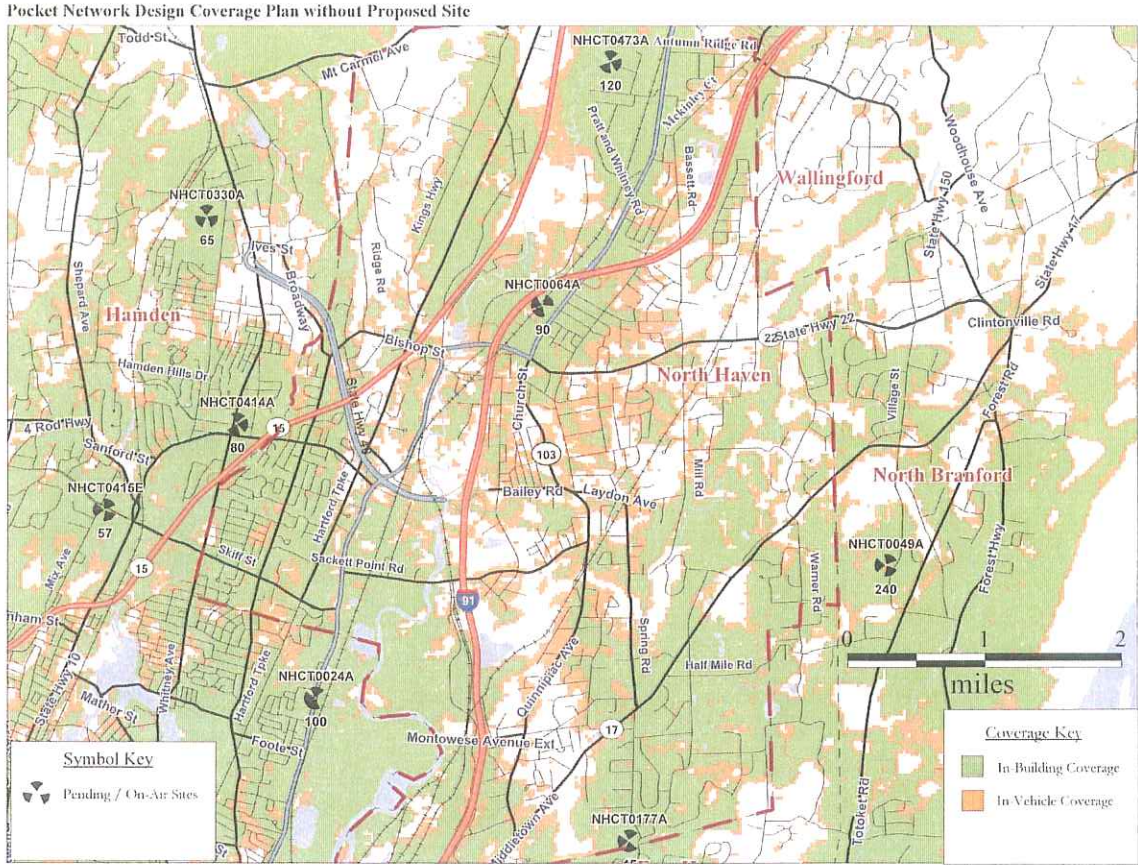 Pocket Network Design Coverage Plan without Proposed Site
Todd St
Mt Carmel Ave
NHCT0473A
120
Autumn Ridge Rd
Mckinley Ct
Pratt and Whitney Rd
Bassett Rd
Kings Hwy
Wallingford
Woodhouse Ave
State Hwy 150
State Hwy 17
NHCT0330A
65
Ives St
Broadway
Ridge Rd
Shepard Ave
Hamden
NHCT0064A
90
Bishop St
22
State Hwy 22
Clintonville Rd
North Haven
Hamden Hills Dr
NHCT0414A
80
4 Rod Hwy
Sanford St
15
Church St
103
Village St
Forest Rd
North Branford
NHCT0415E
57
Hartford Tpke
Bailey Rd
Laydon Ave
Mill Rd
Skiff St
Sackett Point Rd
Mix Ave
15
91
Warner Rd
NHCT0049A
240
Forest Hwy
nham St
State Hwy 10
Whitney Ave
Hartford Tpke
Mather St
NHCT0024A
100
Foote St
Quinnipiac Ave
Spring Rd
Half Mile Rd
0 1 2
miles
Montowese Avenue Ext
17
Middletown Ave
NHCT0177A
Totoket Rd
Symbol Key
Pending / On-Air Sites
Coverage Key
In-Building Coverage
In-Vehicle Coverage